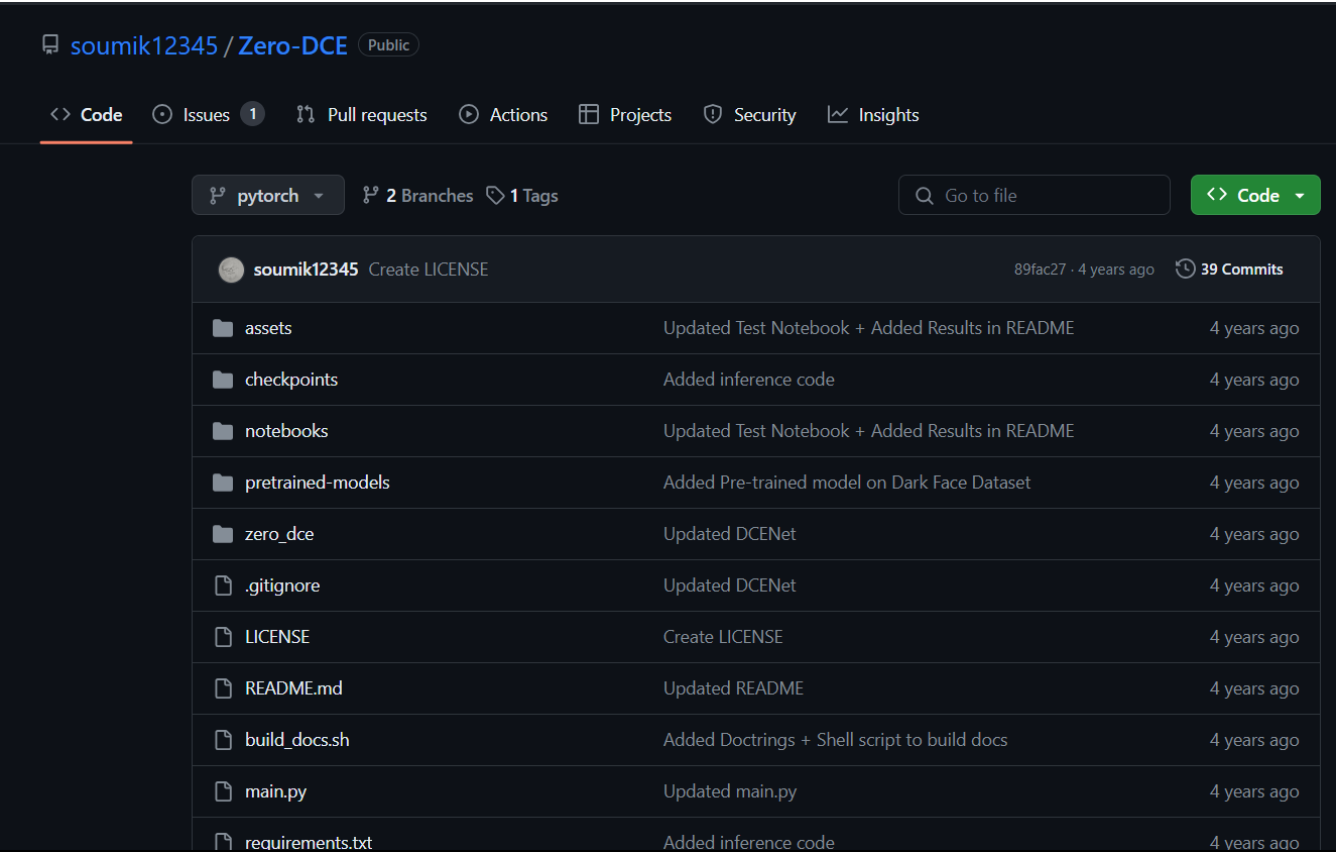 soumik12345 / Zero-DCE Public
Code Issues 1 Pull requests Actions Projects Security Insights
pytorch 2 Branches 1 Tags Go to file Code
soumik12345 Create LICENSE 89fac27 · 4 years ago 39 Commits
assets Updated Test Notebook + Added Results in README 4 years ago
checkpoints Added inference code 4 years ago
notebooks Updated Test Notebook + Added Results in README 4 years ago
pretrained-models Added Pre-trained model on Dark Face Dataset 4 years ago
zero_dce Updated DCENet 4 years ago
.gitignore Updated DCENet 4 years ago
LICENSE Create LICENSE 4 years ago
README.md Updated README 4 years ago
build_docs.sh Added Doctrings + Shell script to build docs 4 years ago
main.py Updated main.py 4 years ago
requirements.txt Added inference code 4 years ago